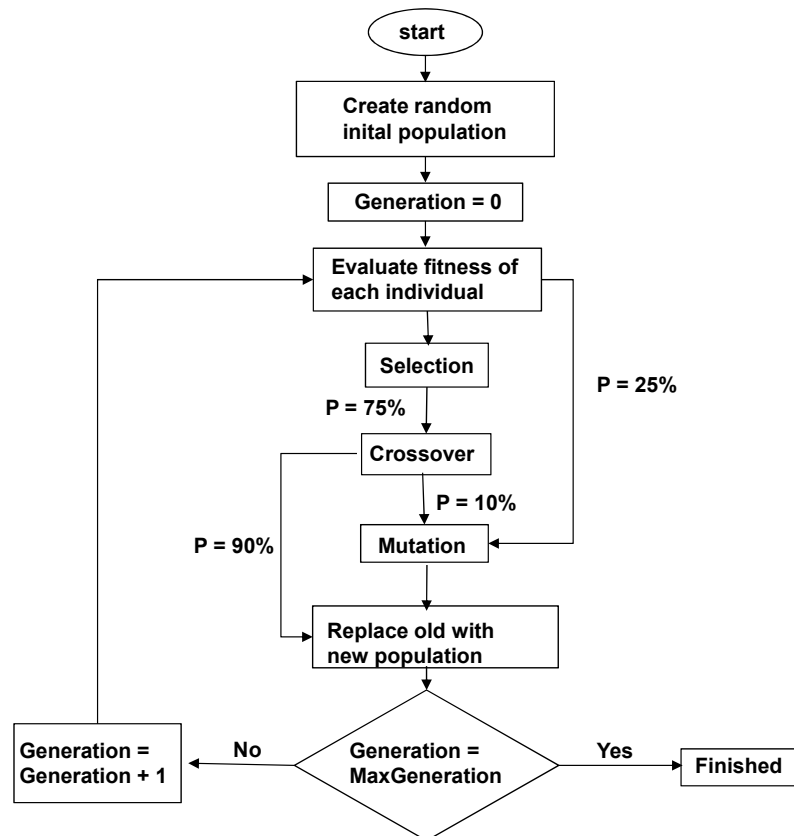 start
Create random
inital population
Generation = 0
Evaluate fitness of
each individual
Selection
P = 25%
P = 75%
Crossover
P = 10%
P = 90%
Mutation
Replace old with
new population
No
Generation =
Generation + 1
Generation =
MaxGeneration
Yes
Finished